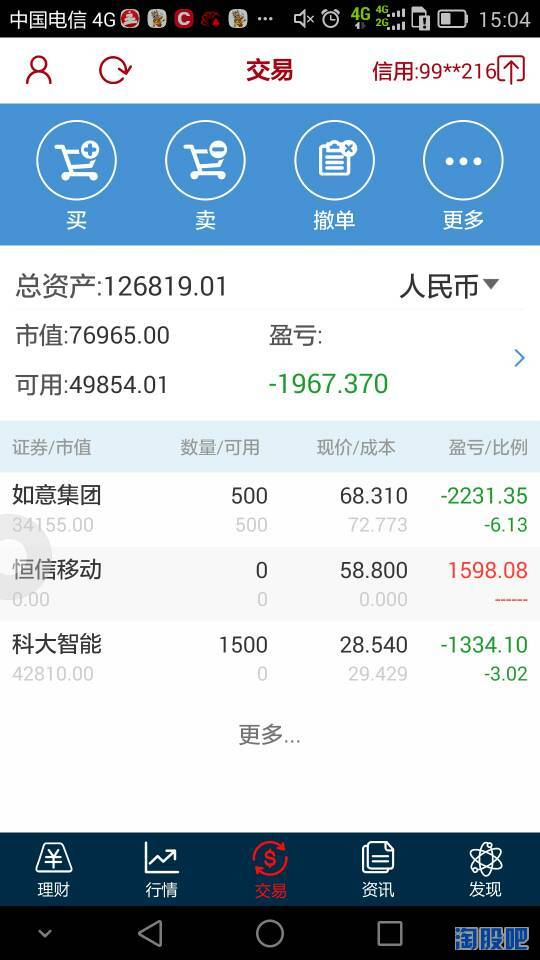 中国电信 4G 15:04
交易 信用:99**216
买 卖 撤单 更多
总资产:126819.01 人民币
市值:76965.00 盈亏:
可用:49854.01 -1967.370
证券/市值 数量/可用 现价/成本 盈亏/比例
如意集团 500 68.310 -2231.35
34155.00 500 72.773 -6.13
恒信移动 0 58.800 1598.08
0.00 0 0.000 ------
科大智能 1500 28.540 -1334.10
42810.00 0 29.429 -3.02
更多...
理财 行情 交易 资讯 发现
淘股吧